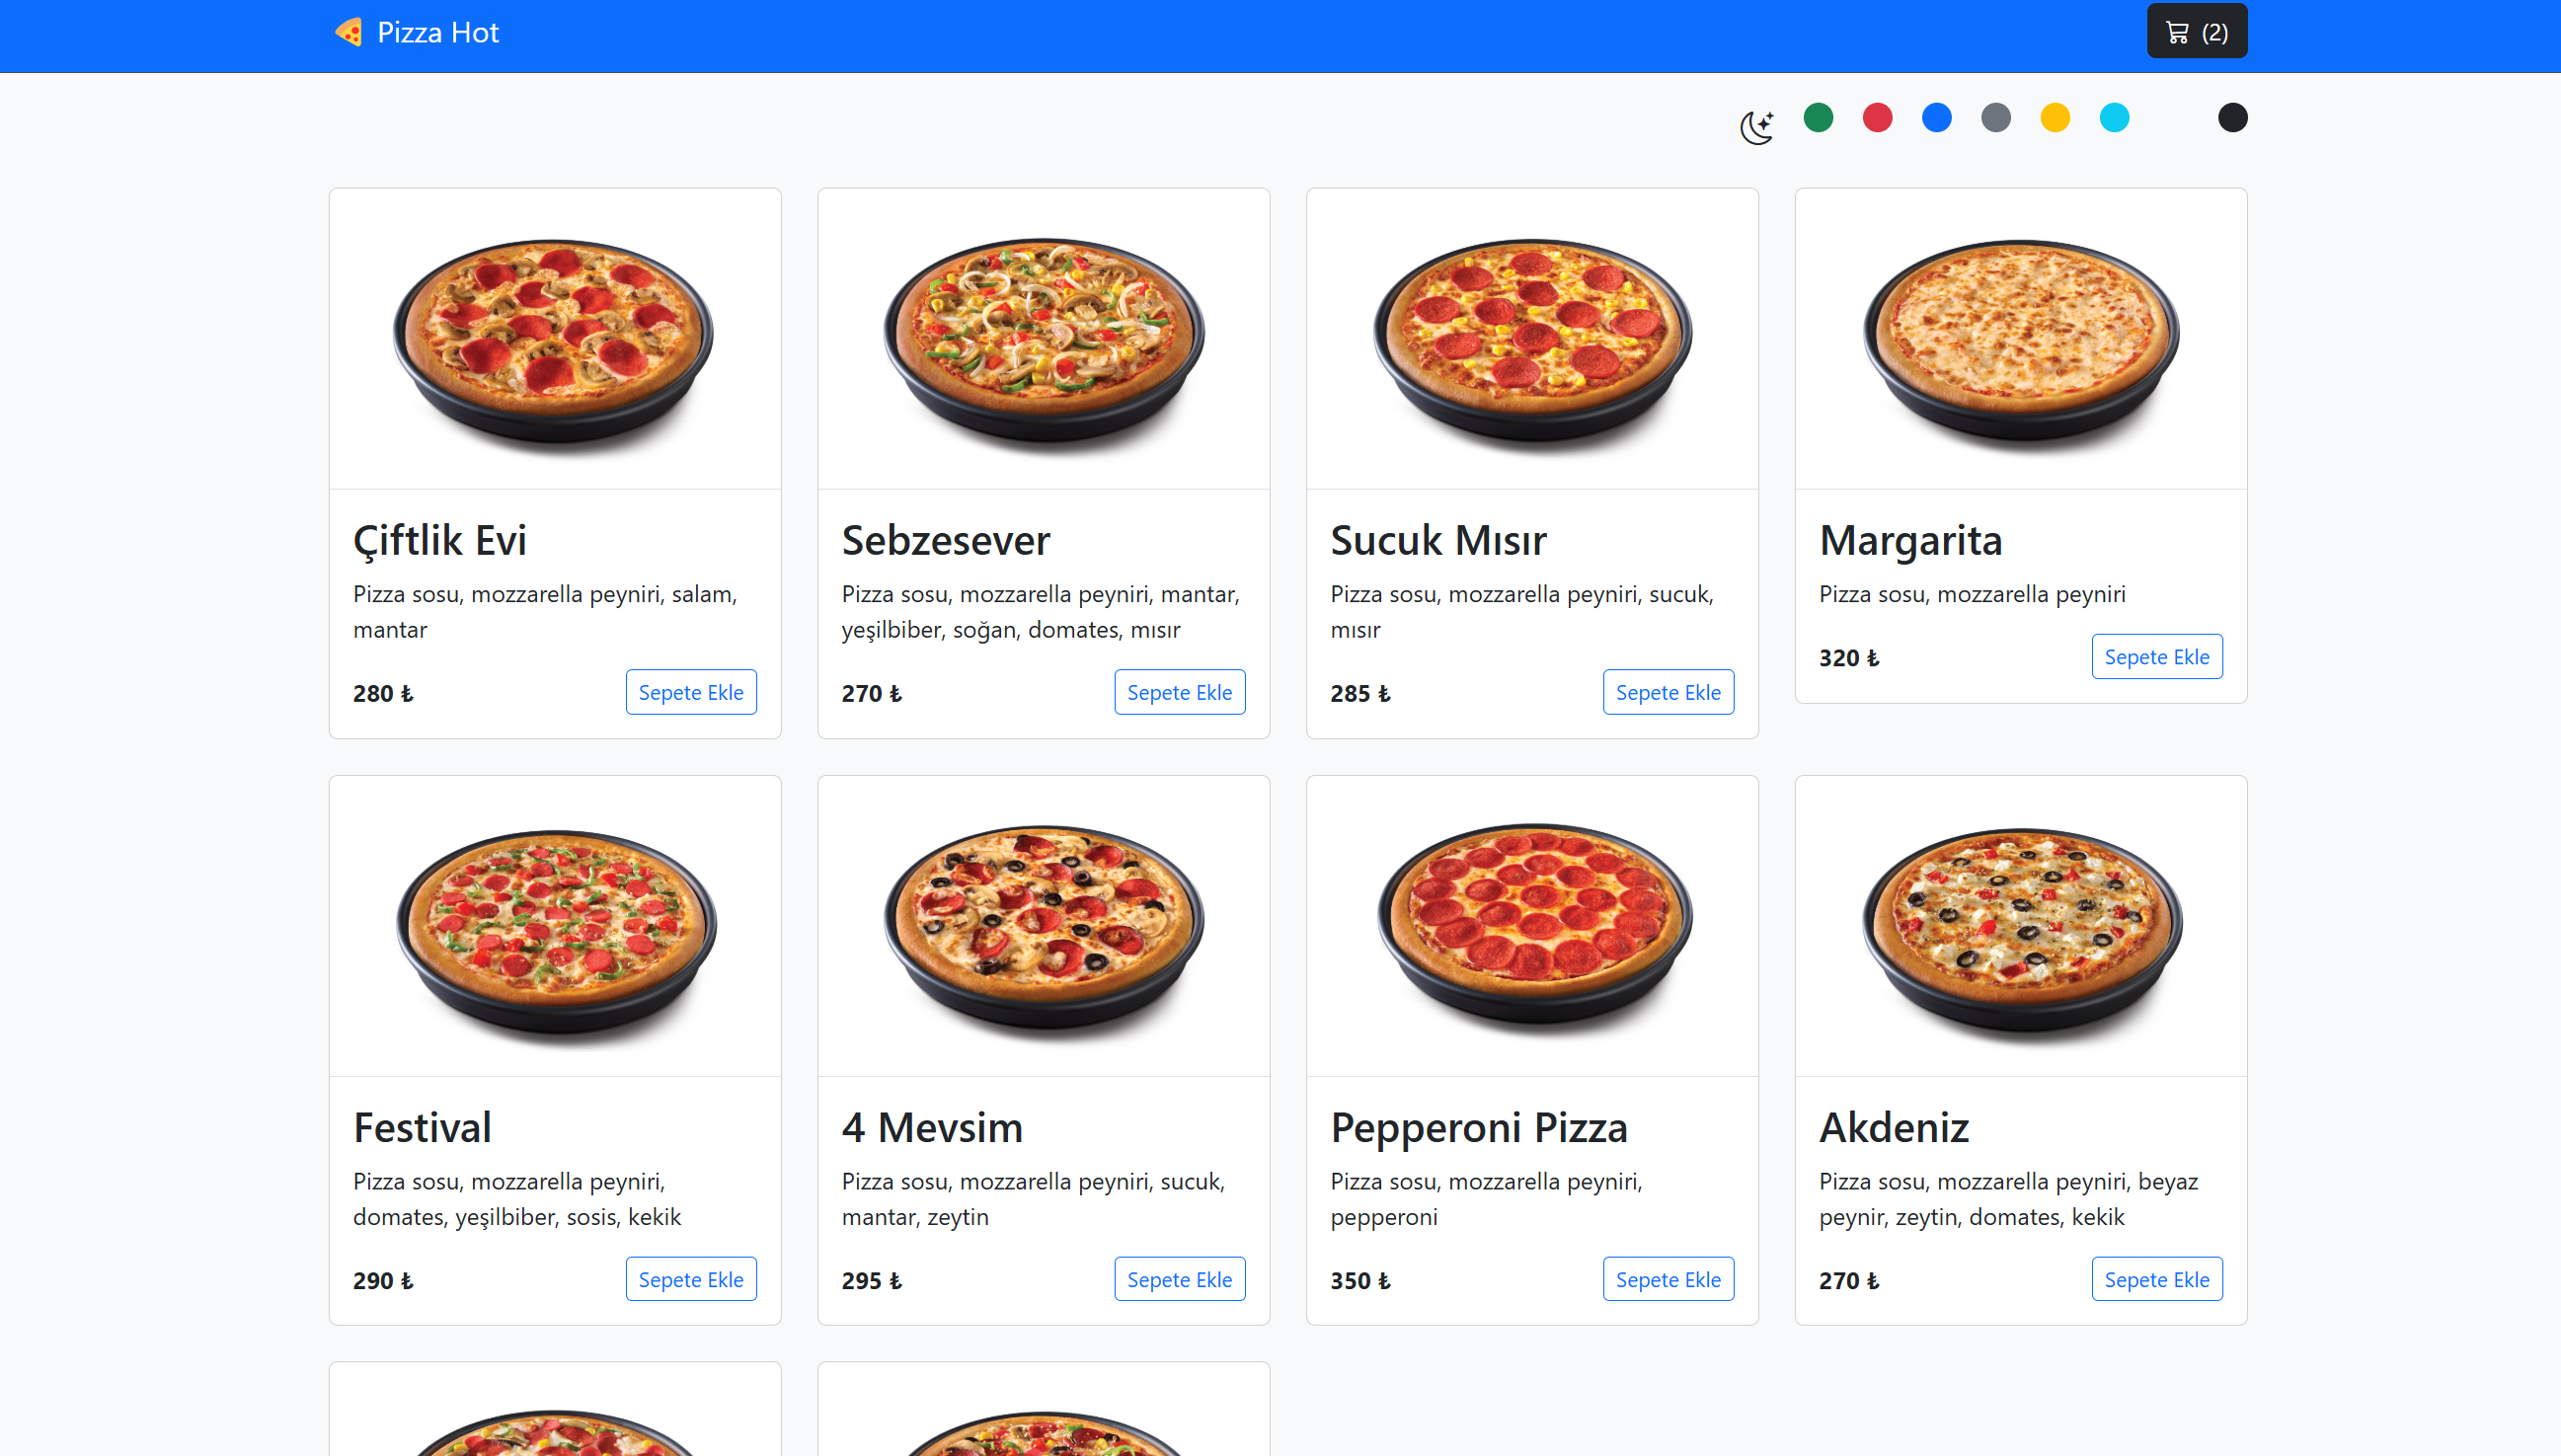 Pizza Hot
(2)
Çiftlik Evi
Pizza sosu, mozzarella peyniri, salam,
mantar
280 ₺
Sepete Ekle
Sebzesever
Pizza sosu, mozzarella peyniri, mantar,
yeşilbiber, soğan, domates, mısır
270 ₺
Sepete Ekle
Sucuk Mısır
Pizza sosu, mozzarella peyniri, sucuk,
mısır
285 ₺
Sepete Ekle
Margarita
Pizza sosu, mozzarella peyniri
320 ₺
Sepete Ekle
Festival
Pizza sosu, mozzarella peyniri,
domates, yeşilbiber, sosis, kekik
290 ₺
Sepete Ekle
4 Mevsim
Pizza sosu, mozzarella peyniri, sucuk,
mantar, zeytin
295 ₺
Sepete Ekle
Pepperoni Pizza
Pizza sosu, mozzarella peyniri,
pepperoni
350 ₺
Sepete Ekle
Akdeniz
Pizza sosu, mozzarella peyniri, beyaz
peynir, zeytin, domates, kekik
270 ₺
Sepete Ekle